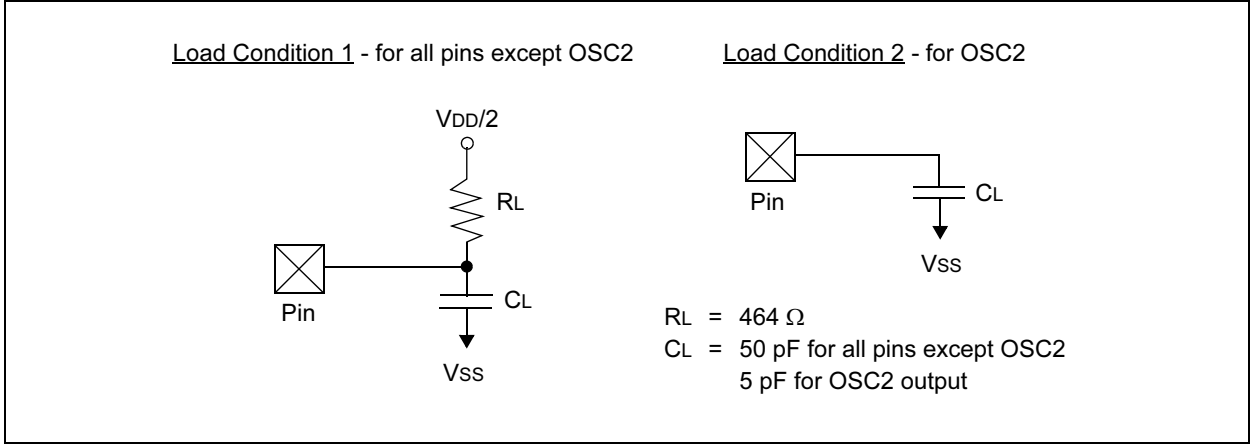 Load Condition 1 - for all pins except OSC2
Load Condition 2 - for OSC2
VDD/2
RL
Pin
CL
VSS
Pin
CL
VSS
RL = 464 Ω
CL = 50 pF for all pins except OSC2
5 pF for OSC2 output